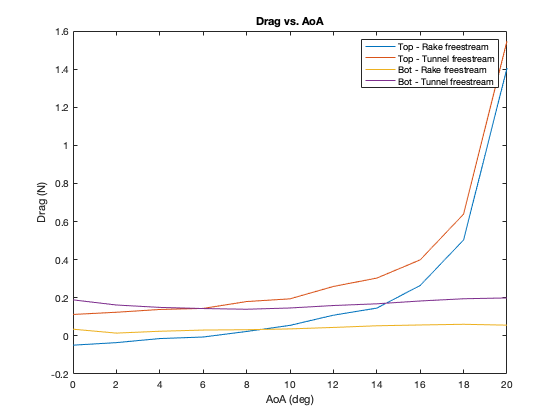 Drag vs. AoA
1.6
1.4
1.2
1
0.8
0.6
0.4
0.2
0
-0.2
Drag (N)
Top - Rake freestream
Top - Tunnel freestream
Bot - Rake freestream
Bot - Tunnel freestream
0 2 4 6 8 10 12 14 16 18 20
AoA (deg)